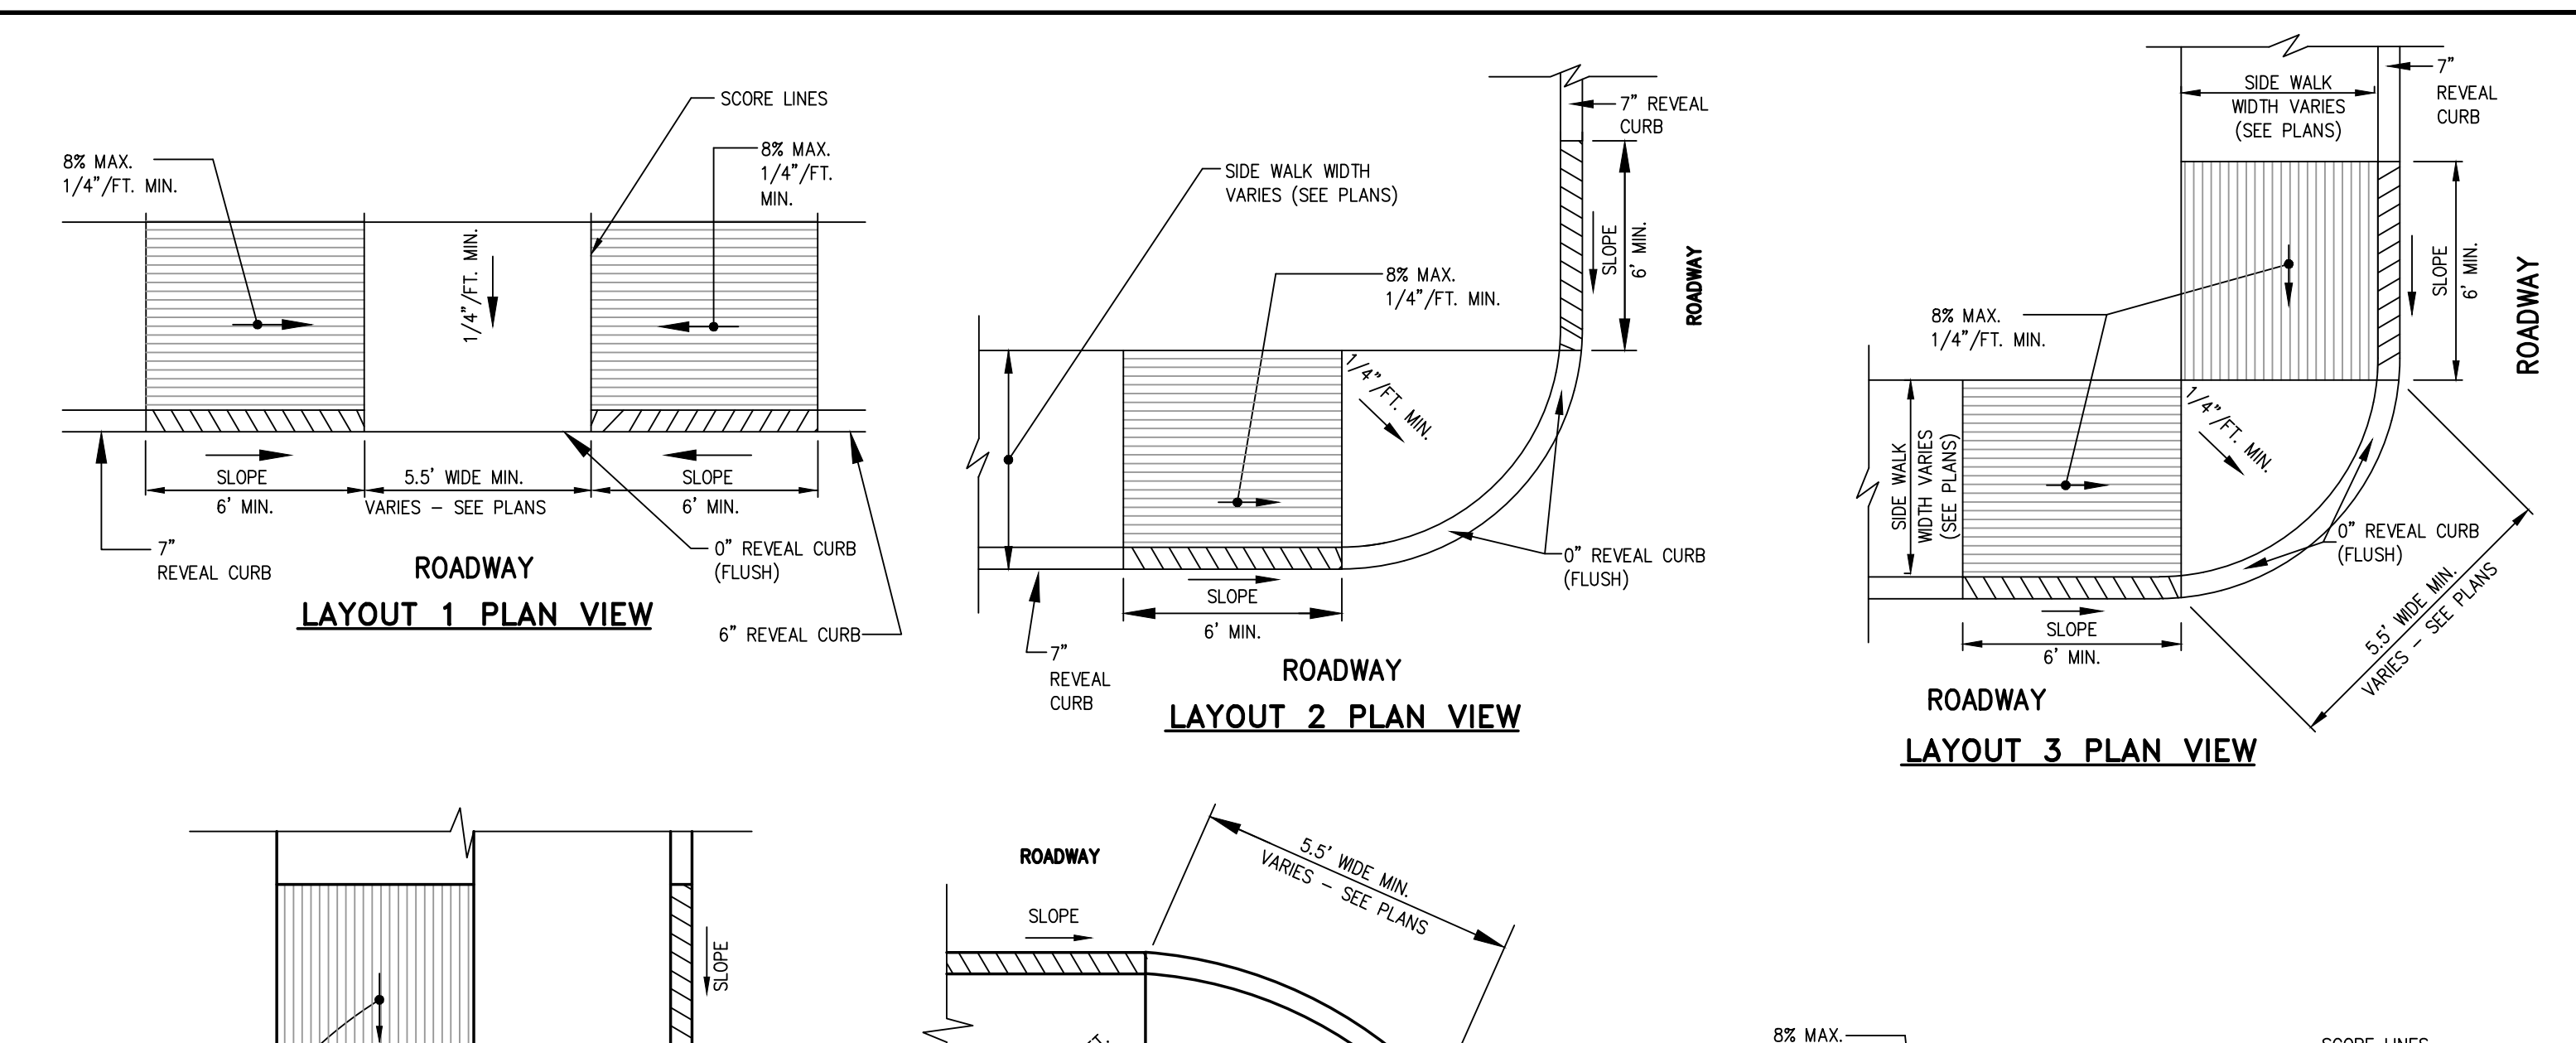 SCORE LINES
8% MAX.
1/4"/FT. MIN.
8% MAX.
1/4"/FT.
MIN.
1/4"/FT. MIN.
SLOPE
6' MIN.
5.5' WIDE MIN.
VARIES – SEE PLANS
SLOPE
6' MIN.
7"
REVEAL CURB
ROADWAY
0" REVEAL CURB
(FLUSH)
LAYOUT 1 PLAN VIEW
6" REVEAL CURB
7" REVEAL
CURB
SIDE WALK WIDTH
VARIES (SEE PLANS)
8% MAX.
1/4"/FT. MIN.
SLOPE
6' MIN.
ROADWAY
1/4"/FT. MIN.
0" REVEAL CURB
(FLUSH)
SLOPE
6' MIN.
7"
REVEAL
CURB
ROADWAY
LAYOUT 2 PLAN VIEW
SIDE WALK
WIDTH VARIES
(SEE PLANS)
7"
REVEAL
CURB
8% MAX.
1/4"/FT. MIN.
SLOPE
6' MIN.
ROADWAY
1/4"/FT. MIN.
SIDE WALK
WIDTH VARIES
(SEE PLANS)
0" REVEAL CURB
(FLUSH)
SLOPE
6' MIN.
5.5' WIDE MIN.
VARIES – SEE PLANS
ROADWAY
LAYOUT 3 PLAN VIEW
SLOPE
ROADWAY
SLOPE
5.5' WIDE MIN.
VARIES – SEE PLANS
8% MAX.
SCORE LINES